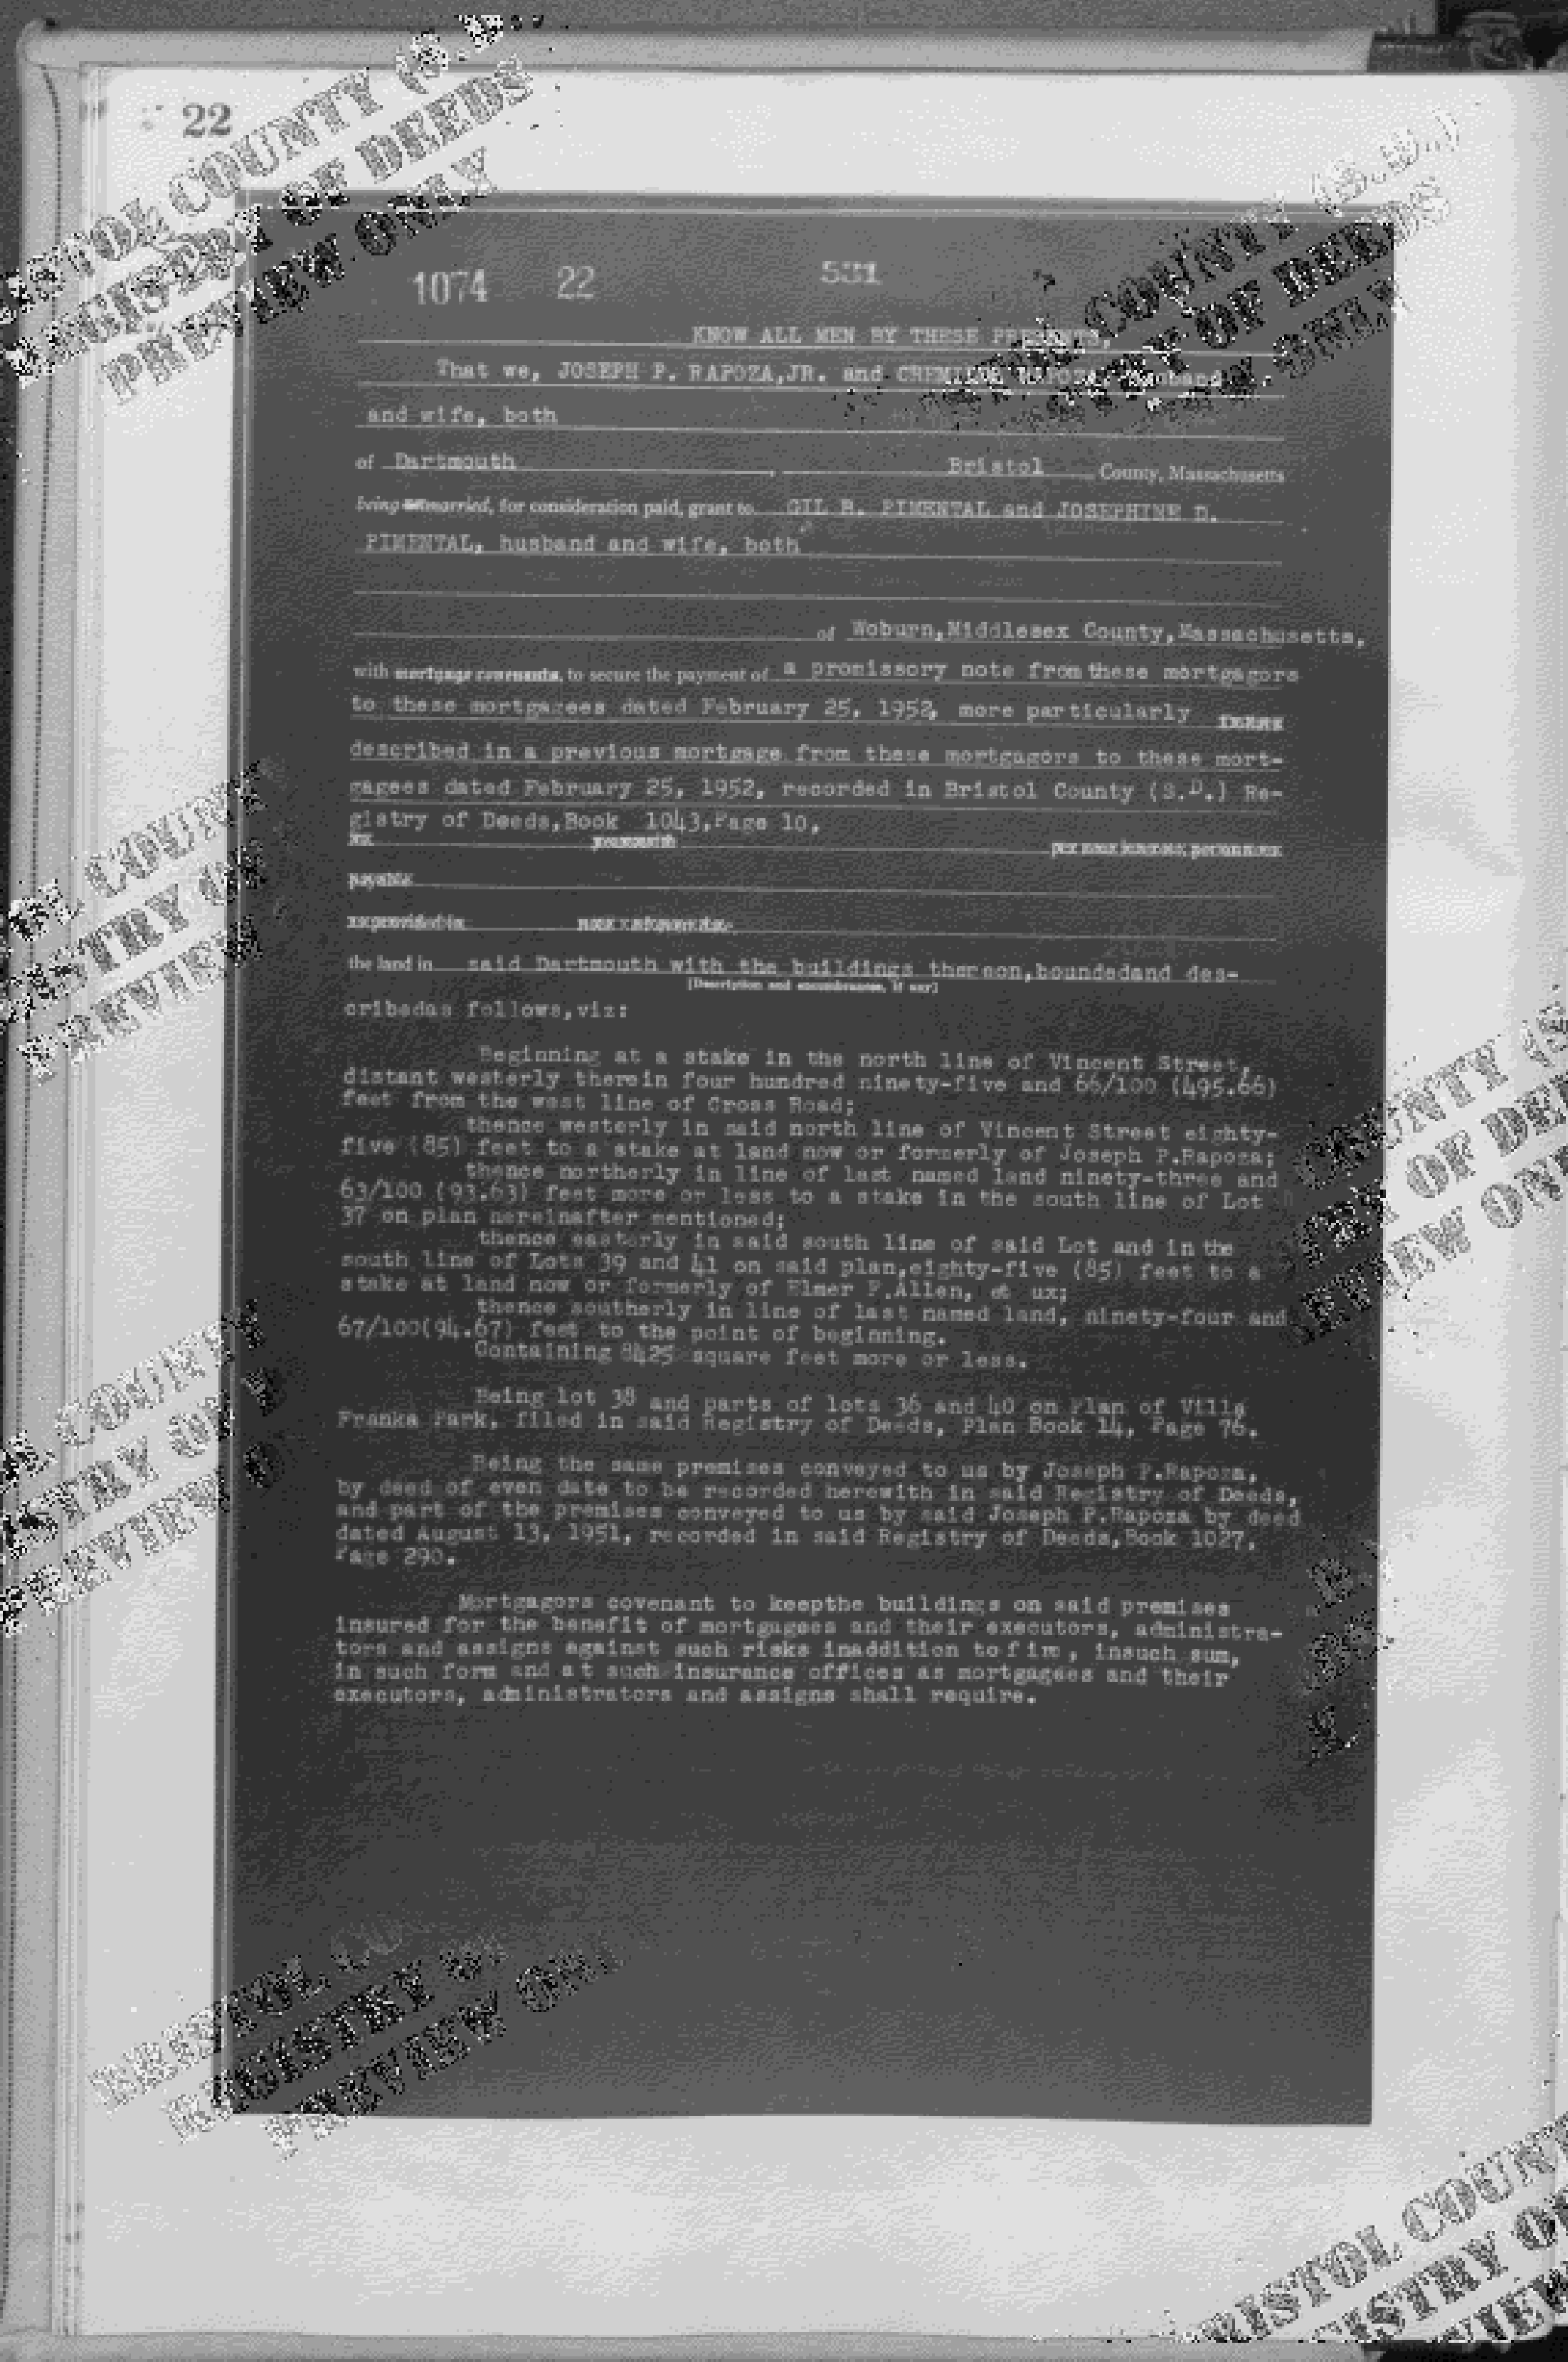 22
1074 22 531
KNOW ALL MEN BY THESE PRESENTS,
That we, JOSEPH P. RAPOZA,JR. and RAPOZA, husband
and wife, both
of Dartmouth, Bristol County, Massachusetts
being married, for consideration paid, grant to GIL B. PIMENTAL and JOSEPHINE D.
PIMENTAL, husband and wife, both
of Woburn,Middlesex County,Massachusetts,
with mortgage covenants, to secure the payment of a promissory note from these mortgagors
to these mortgagees dated February 25, 1952, more particularly
described in a previous mortgage from these mortgagors to these mort-
gagees dated February 25, 1952, recorded in Bristol County (S.D.) Re-
gistry of Deeds,Book 1043,Page 10,
payable
as provided in
the land in said Dartmouth with the buildings thereon,boundedand des-
[Description and encumbrances, if any]
cribedas follows,viz:
Beginning at a stake in the north line of Vincent Street,
distant westerly therein four hundred ninety-five and 66/100 (495.66)
feet from the west line of Cross Road;
thence westerly in said north line of Vincent Street eighty-
five (85) feet to a stake at land now or formerly of Joseph P.Rapoza;
thence northerly in line of last named land ninety-three and
63/100 (93.63) feet more or less to a stake in the south line of Lot
37 on plan hereinafter mentioned;
thence easterly in said south line of said Lot and in the
south line of Lots 39 and 41 on said plan,eighty-five (85) feet to a
stake at land now or formerly of Elmer F.Allen, et ux;
thence southerly in line of last named land, ninety-four and
67/100(94.67) feet to the point of beginning.
Containing 8425 square feet more or less.
Being lot 38 and parts of lots 36 and 40 on Plan of Villa
Franka Park, filed in said Registry of Deeds, Plan Book 14, Page 76.
Being the same premises conveyed to us by Joseph P.Rapoza,
by deed of even date to be recorded herewith in said Registry of Deeds,
and part of the premises conveyed to us by said Joseph P.Rapoza by deed
dated August 13, 1951, recorded in said Registry of Deeds,Book 1027,
Page 290.
Mortgagors covenant to keepthe buildings on said premises
insured for the benefit of mortgagees and their executors, administra-
tors and assigns against such risks inaddition to fire, insuch sum,
in such form and at such insurance offices as mortgagees and their
executors, administrators and assigns shall require.